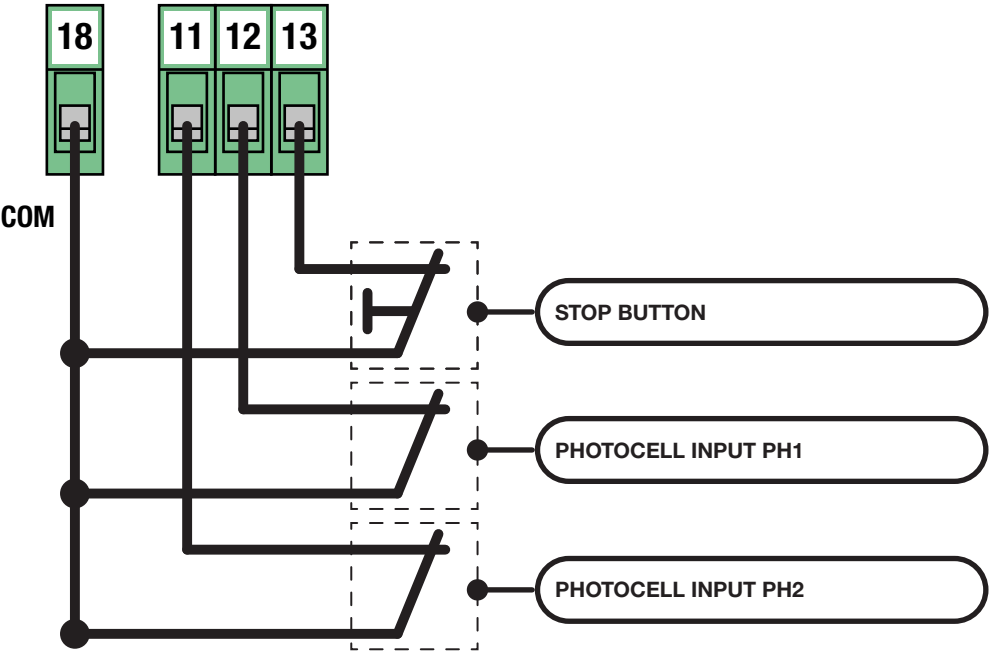 18 11 12 13
COM
STOP BUTTON
PHOTOCELL INPUT PH1
PHOTOCELL INPUT PH2